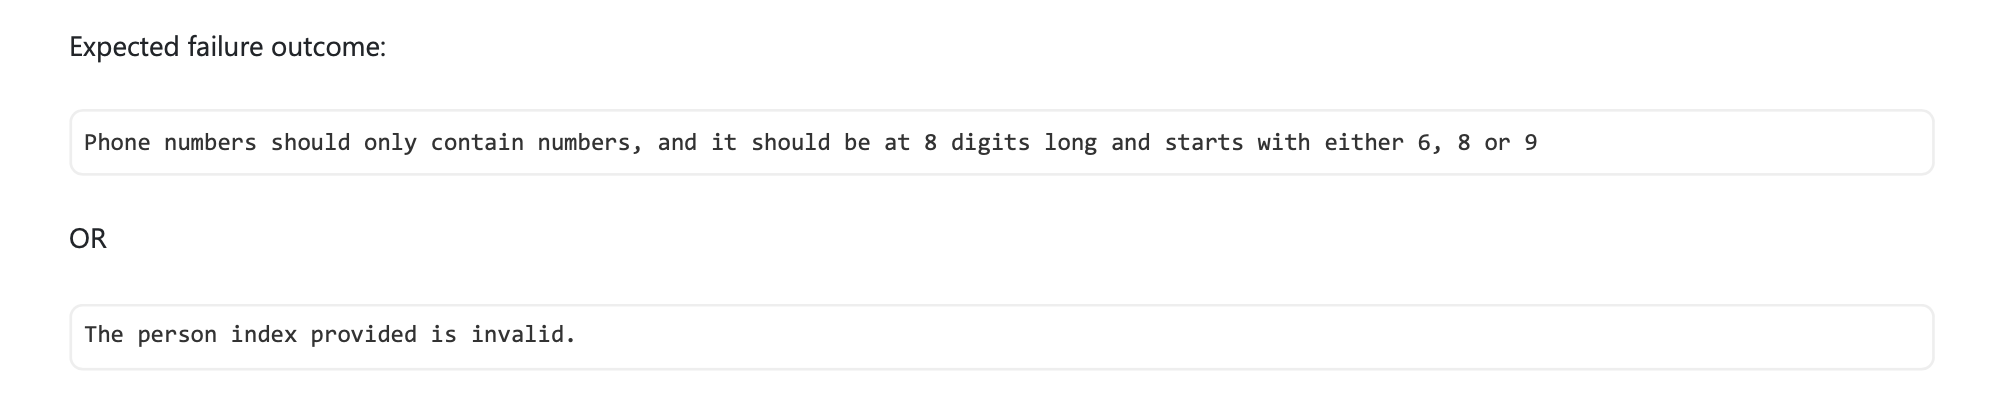 Expected failure outcome:
Phone numbers should only contain numbers, and it should be at 8 digits long and starts with either 6, 8 or 9
OR
The person index provided is invalid.